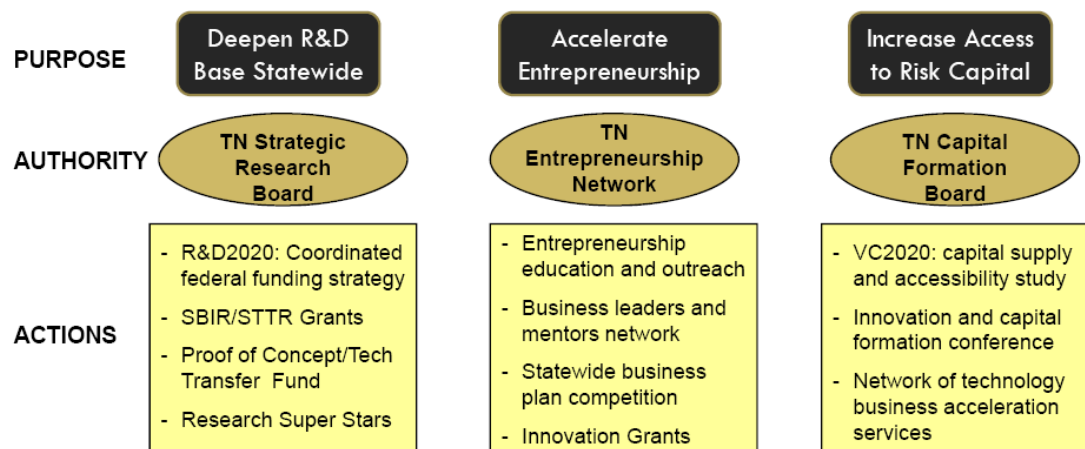 PURPOSE
Deepen R&D
Base Statewide
Accelerate
Entrepreneurship
Increase Access
to Risk Capital
AUTHORITY
TN Strategic
Research
Board
TN
Entrepreneurship
Network
TN Capital
Formation
Board
ACTIONS
- R&D2020: Coordinated
federal funding strategy
- SBIR/STTR Grants
- Proof of Concept/Tech
Transfer Fund
- Research Super Stars
- Entrepreneurship
education and outreach
- Business leaders and
mentors network
- Statewide business
plan competition
- Innovation Grants
- VC2020: capital supply
and accessibility study
- Innovation and capital
formation conference
- Network of technology
business acceleration
services